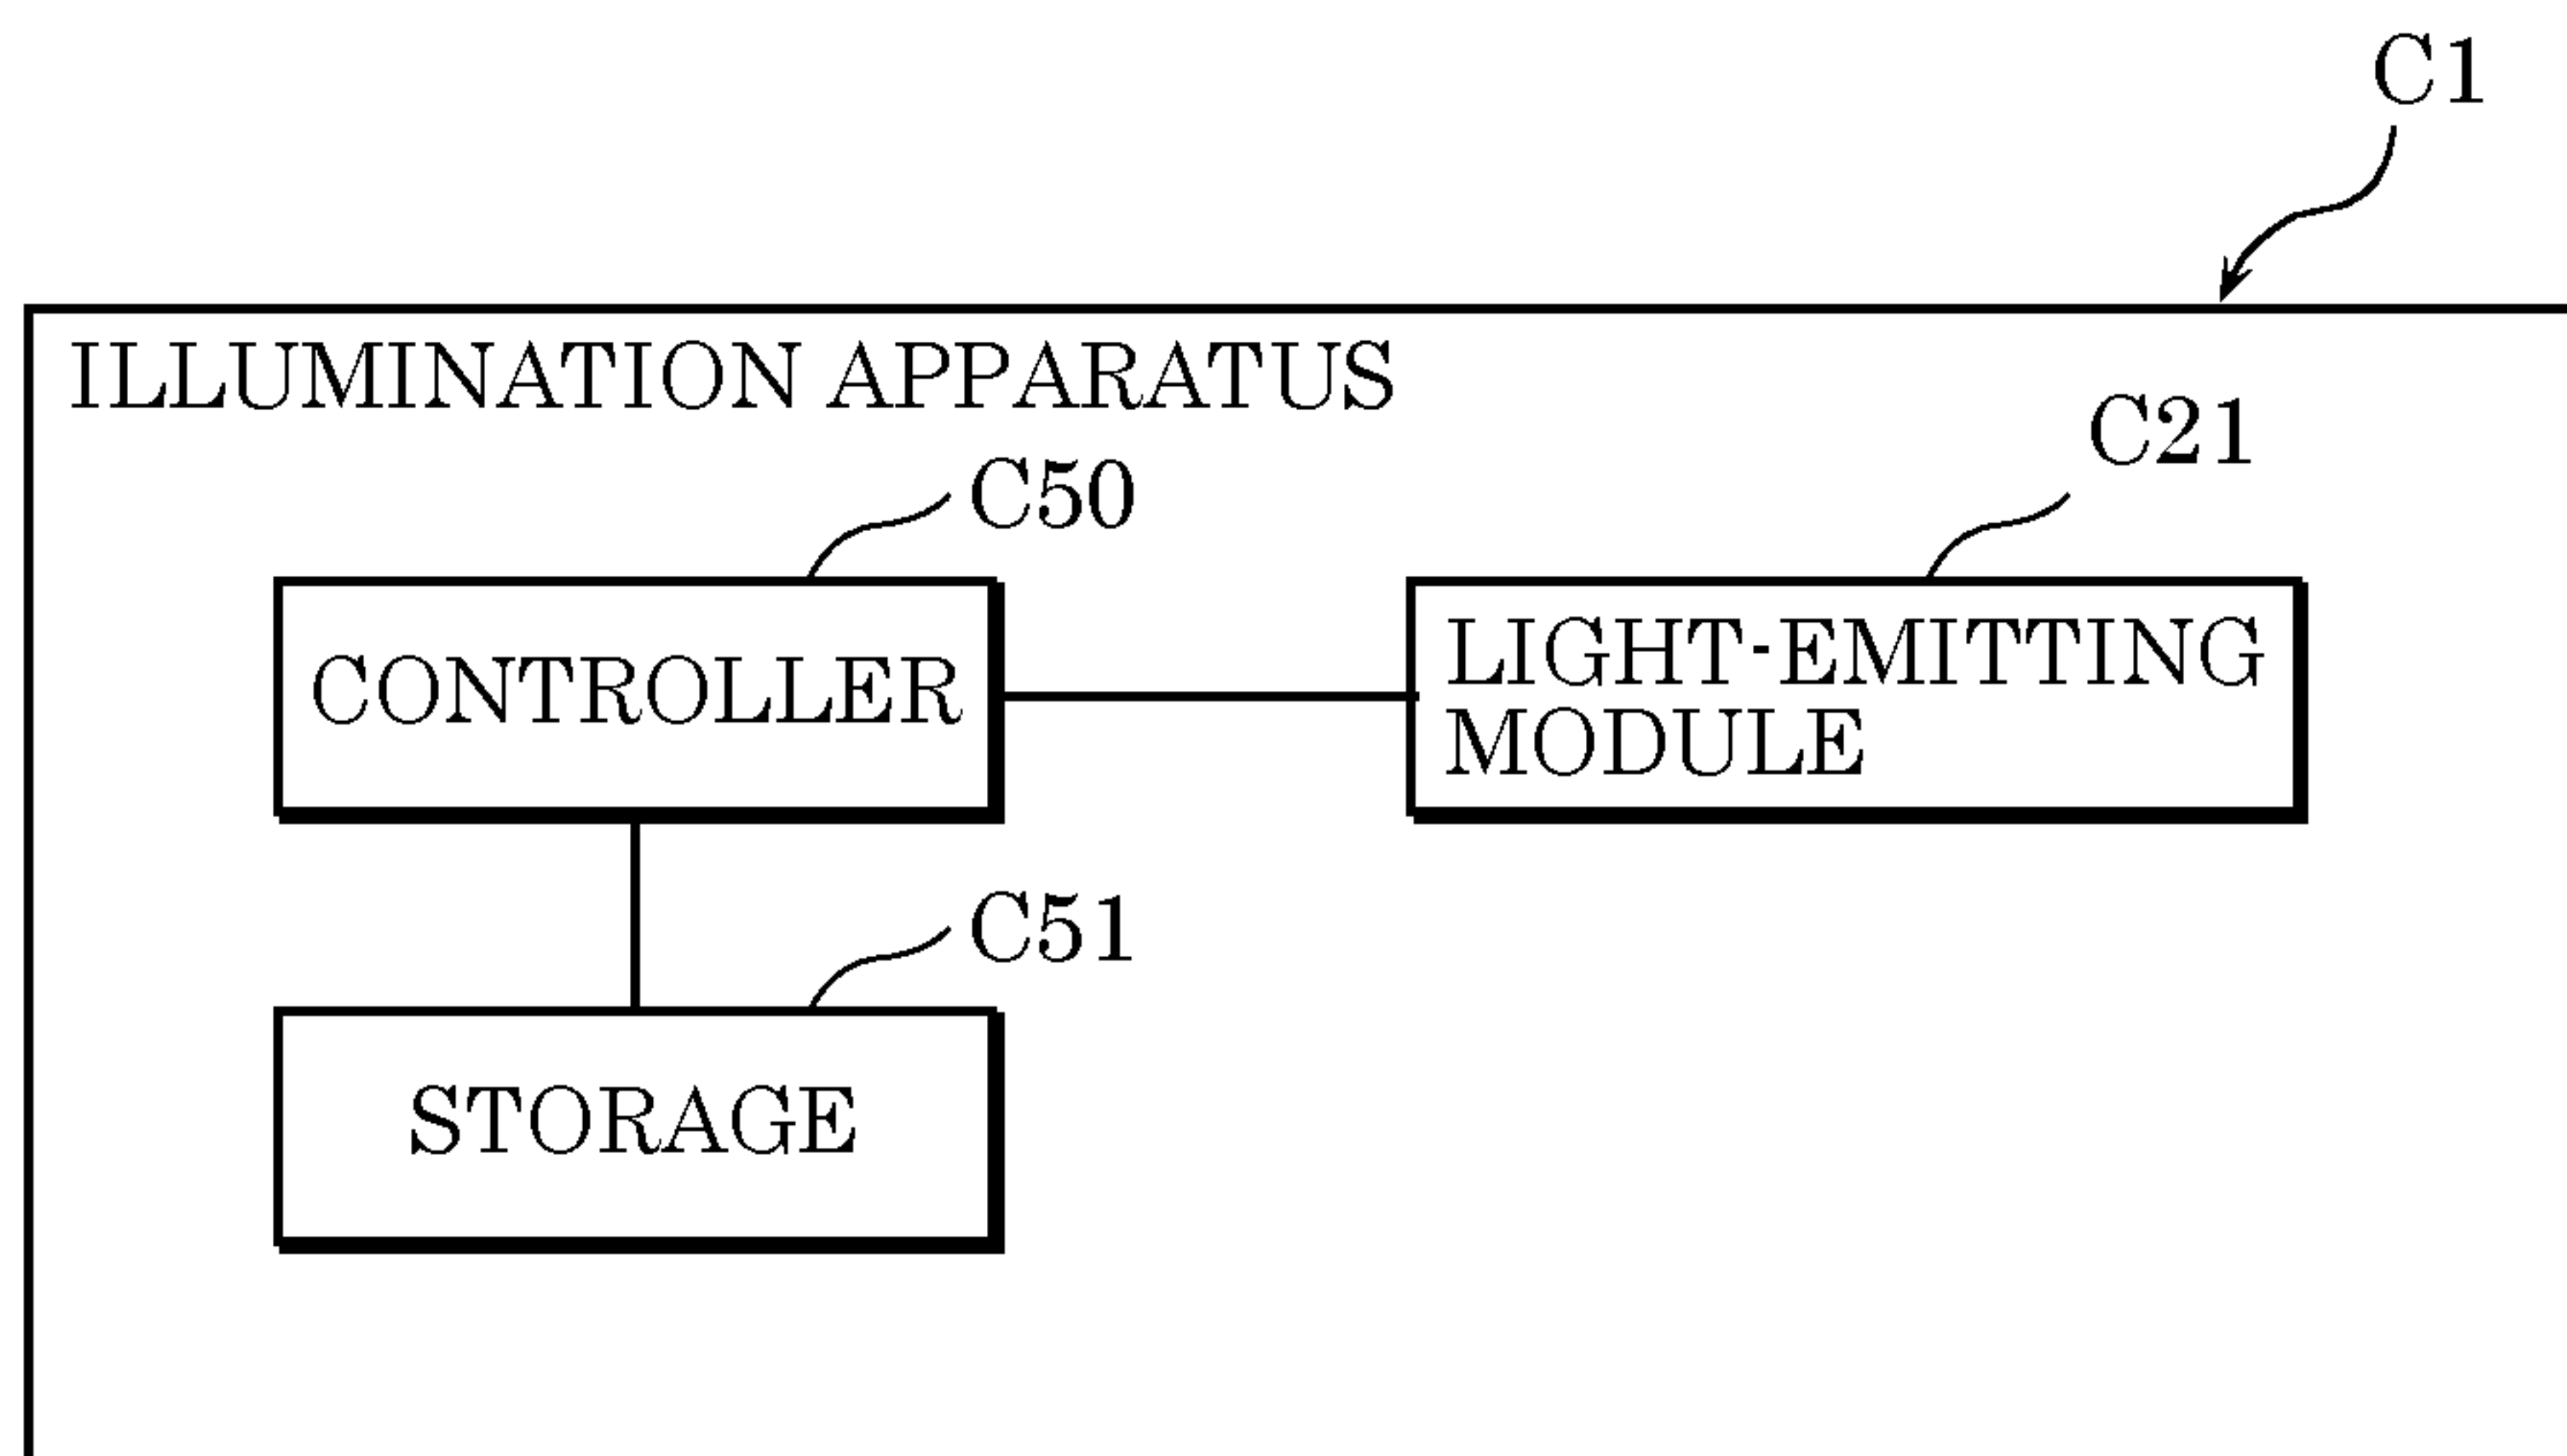 C1
ILLUMINATION APPARATUS
C21
C50
CONTROLLER
LIGHT-EMITTING
MODULE
C51
STORAGE